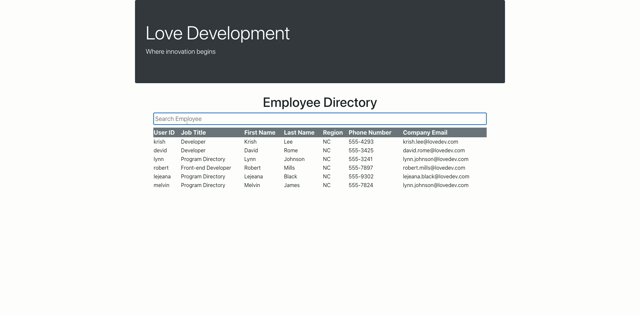 Love Development
Where innovation begins
Employee Directory
Search Employee
User ID Job Title First Name Last Name Region Phone Number Company Email
krish Developer Krish Lee NC 555-4293 krish.lee@lovedev.com
devid Developer David Rome NC 555-3425 david.rome@lovedev.com
lynn Program Directory Lynn Johnson NC 555-3241 lynn.johnson@lovedev.com
robert Front-end Developer Robert Mills NC 555-7897 robert.mills@lovedev.com
lejeana Program Directory Lejeana Black NC 555-9302 lejeana.black@lovedev.com
melvin Program Directory Melvin James NC 555-7824 lynn.johnson@lovedev.com